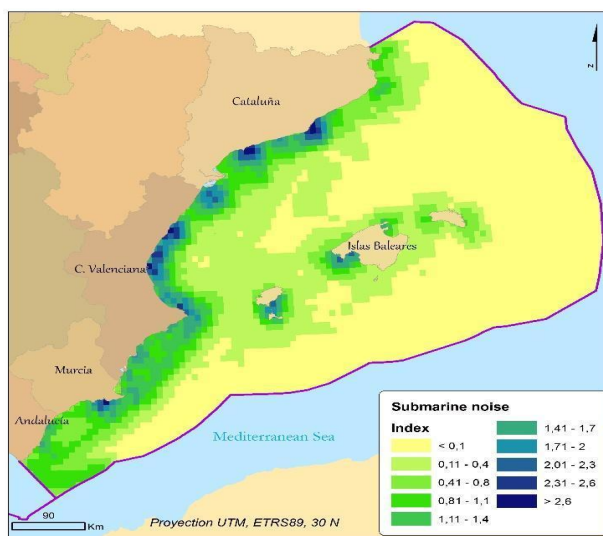 N
Cataluña
Islas Baleares
C. Valenciana
Murcia
Andalucía
Mediterranean Sea
Submarine noise
Index
< 0,1
0,11 - 0,4
0,41 - 0,8
0,81 - 1,1
1,11 - 1,4
1,41 - 1,7
1,71 - 2
2,01 - 2,3
2,31 - 2,6
> 2,6
90
Km
Proyection UTM, ETRS89, 30 N